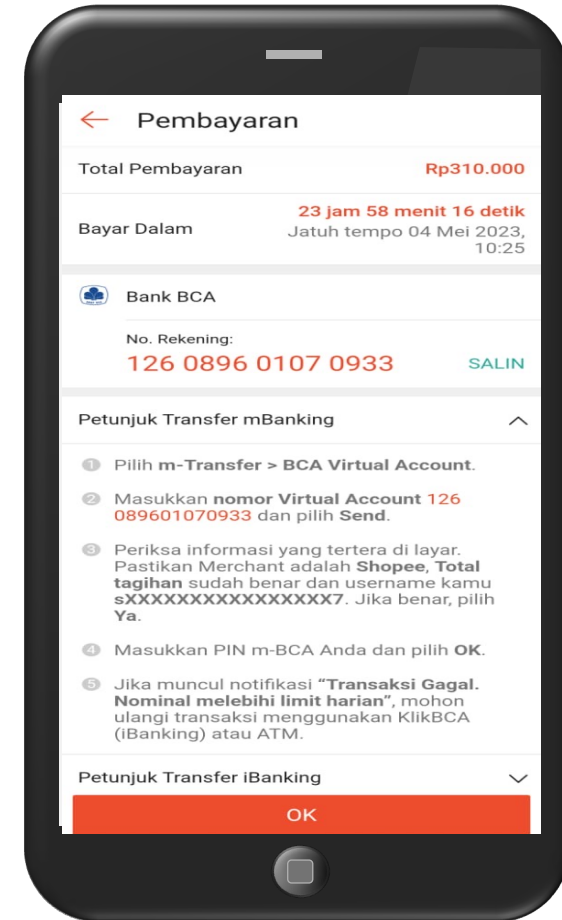 Pembayaran
Total Pembayaran Rp310.000
Bayar Dalam 23 jam 58 menit 16 detik
Jatuh tempo 04 Mei 2023,
10:25
Bank BCA
No. Rekening:
126 0896 0107 0933 SALIN
Petunjuk Transfer mBanking
1 Pilih m-Transfer > BCA Virtual Account.
2 Masukkan nomor Virtual Account 126
089601070933 dan pilih Send.
3 Periksa informasi yang tertera di layar.
Pastikan Merchant adalah Shopee, Total
tagihan sudah benar dan username kamu
sXXXXXXXXXXXXXXXX7. Jika benar, pilih
Ya.
4 Masukkan PIN m-BCA Anda dan pilih OK.
5 Jika muncul notifikasi “Transaksi Gagal.
Nominal melebihi limit harian”, mohon
ulangi transaksi menggunakan KlikBCA
(iBanking) atau ATM.
Petunjuk Transfer iBanking
OK